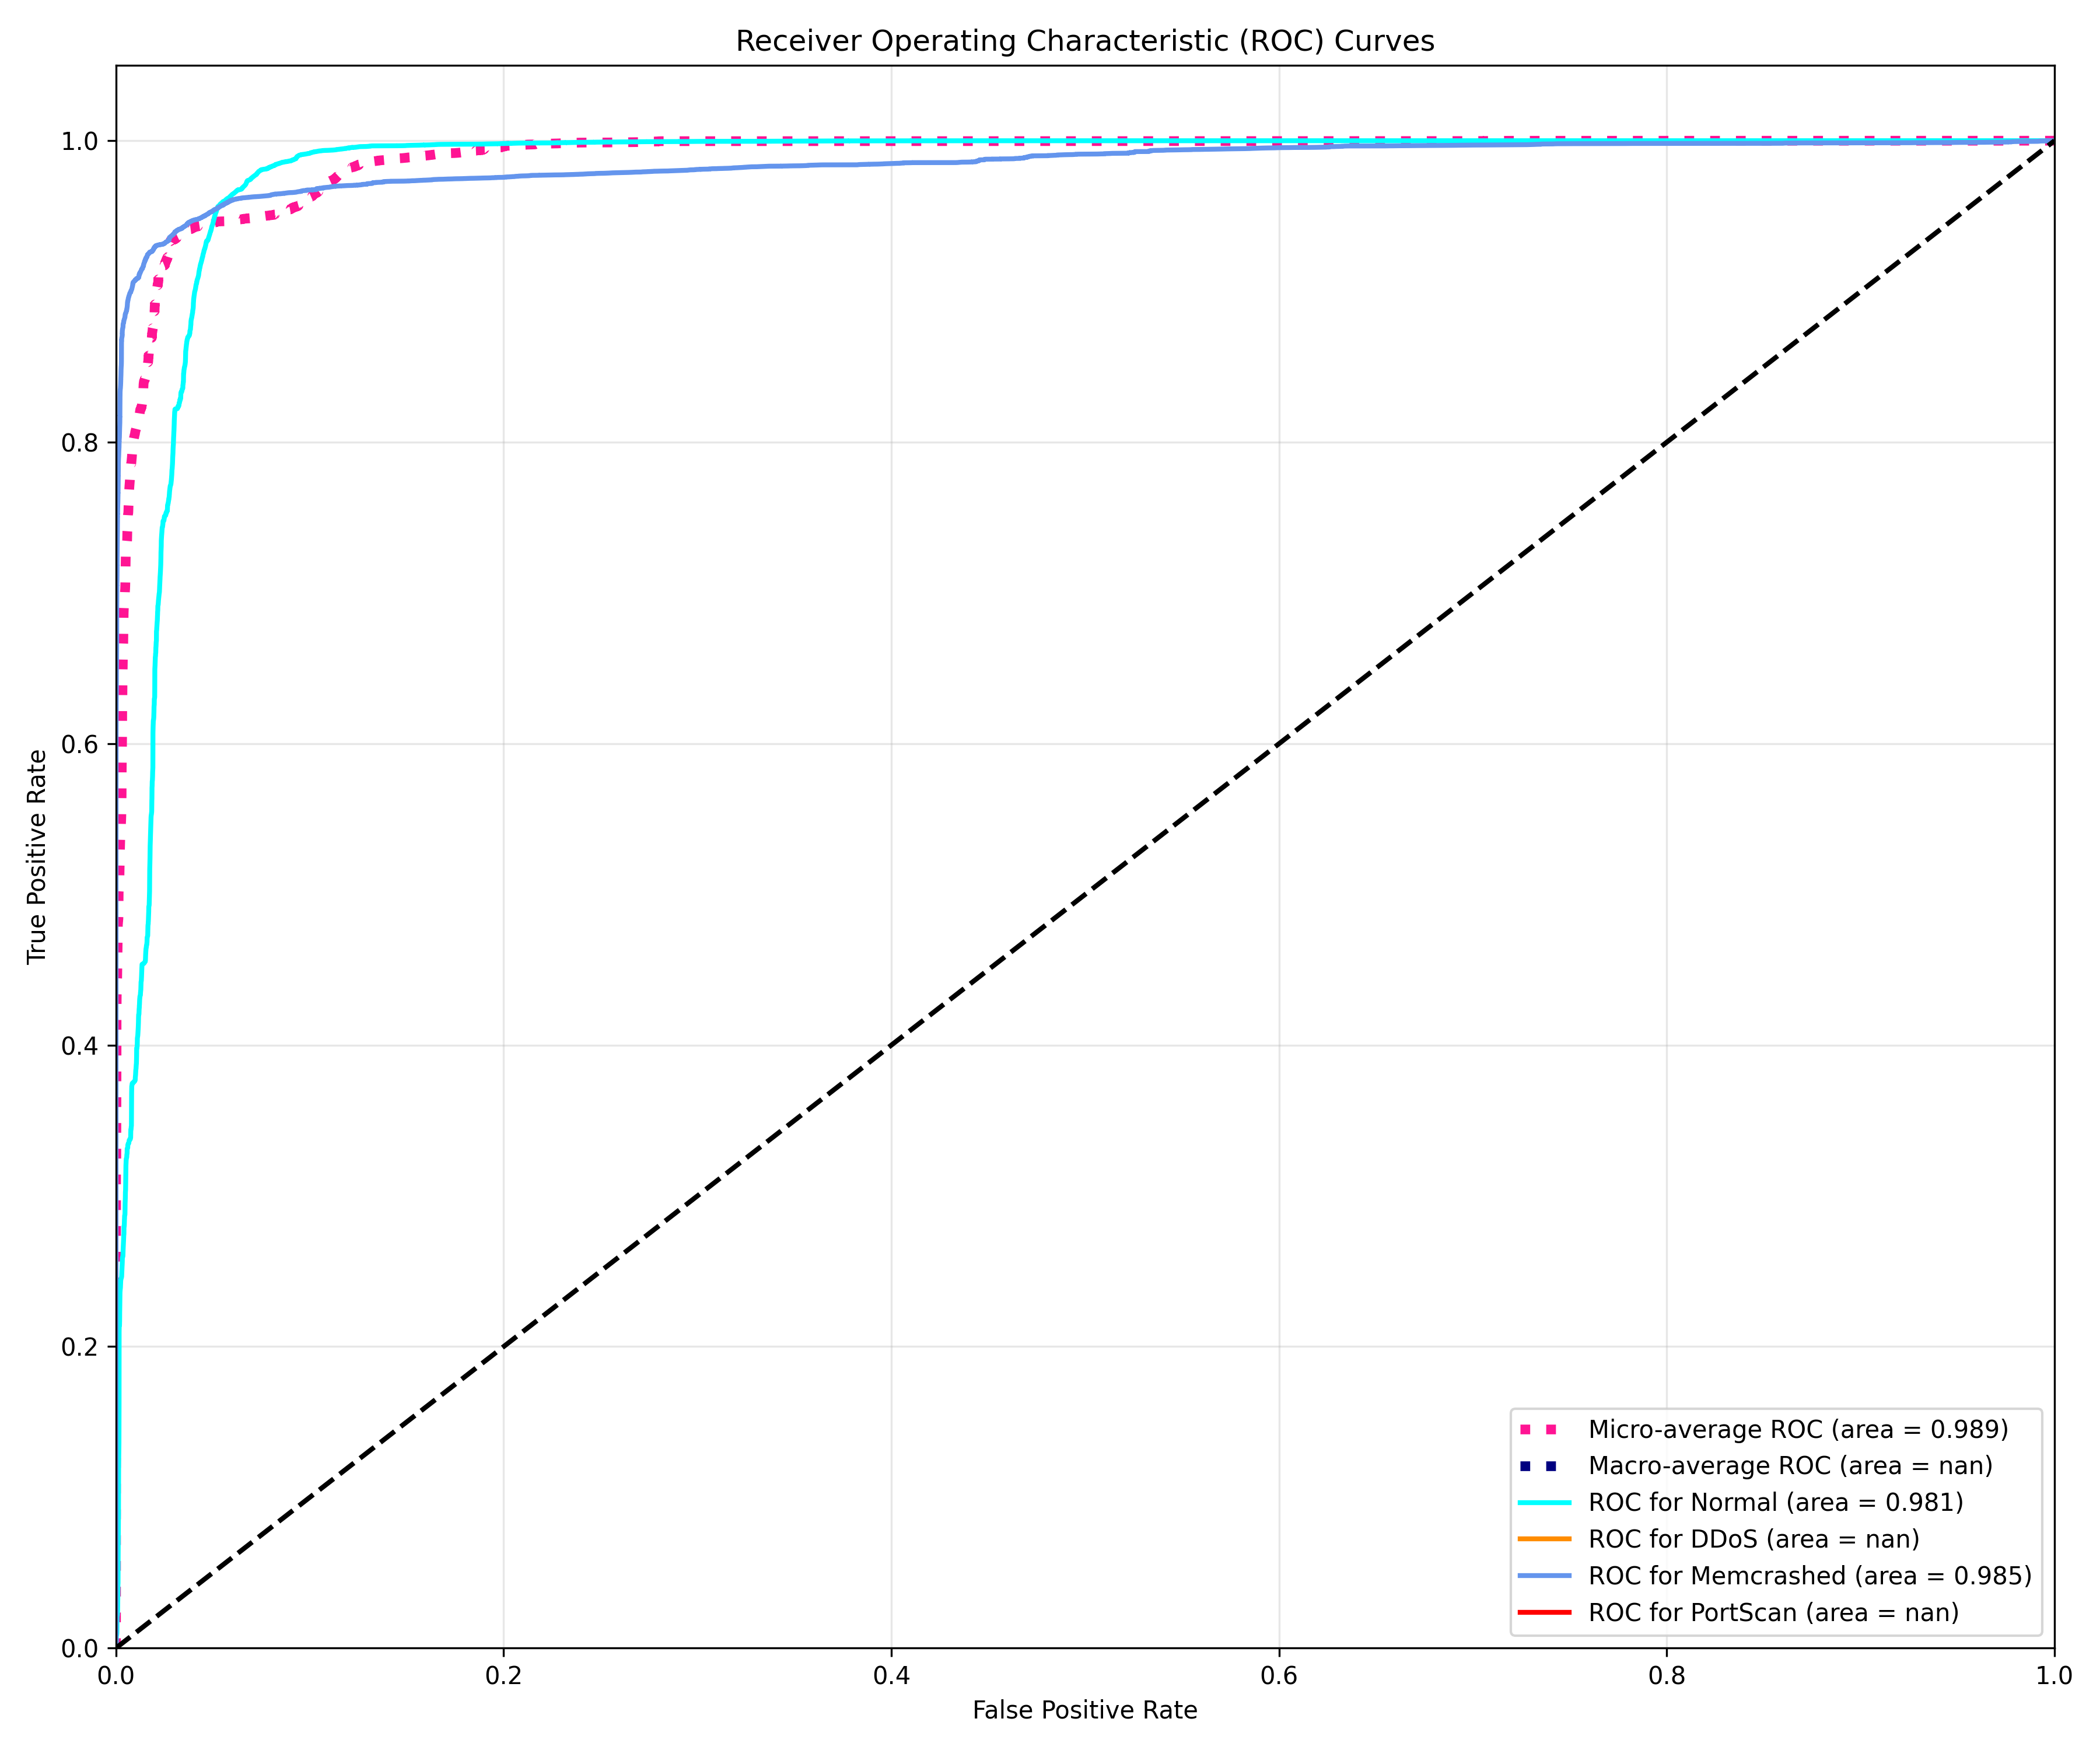 Receiver Operating Characteristic (ROC) Curves
1.0
0.8
0.6
0.4
0.2
0.0
True Positive Rate
0.0 0.2 0.4 0.6 0.8 1.0
False Positive Rate
Micro-average ROC (area = 0.989)
Macro-average ROC (area = nan)
ROC for Normal (area = 0.981)
ROC for DDoS (area = nan)
ROC for Memcrashed (area = 0.985)
ROC for PortScan (area = nan)